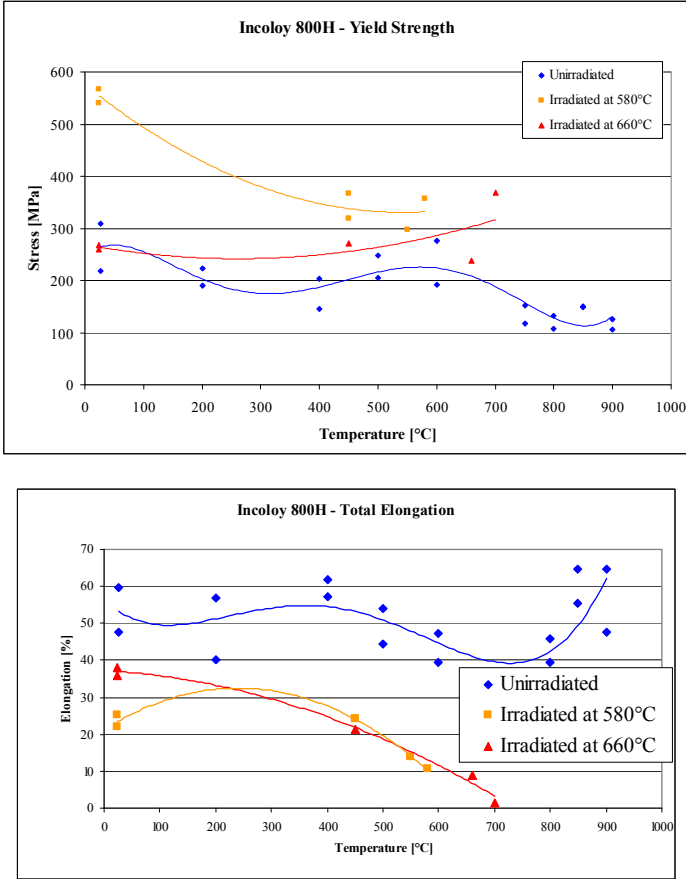 Incoloy 800H - Yield Strength
600
500
400
300
200
100
0
Stress [MPa]
Unirradiated
Irradiated at 580°C
Irradiated at 660°C
0 100 200 300 400 500 600 700 800 900 1000
Temperature [°C]
Incoloy 800H - Total Elongation
70
60
50
40
30
20
10
0
Elongation [%]
Unirradiated
Irradiated at 580°C
Irradiated at 660°C
0 100 200 300 400 500 600 700 800 900 1000
Temperature [°C]